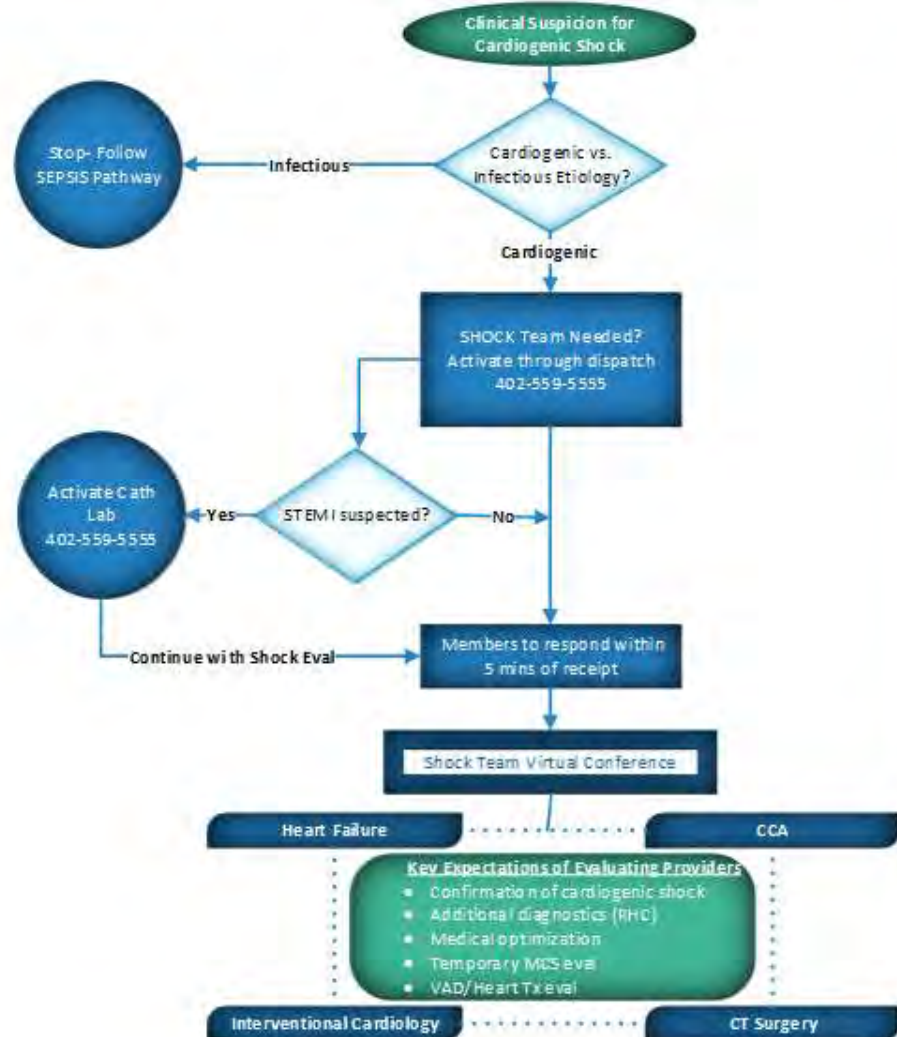 Clinical Suspicion for
Cardiogenic Shock
Cardiogenic vs.
Infectious Etiology?
Infectious
Stop- Follow
SEPSIS Pathway
Cardiogenic
SHOCK Team Needed?
Activate through dispatch
402-559-5555
STEMI suspected?
Yes
No
Activate Cath
Lab
402-559-5555
Continue with Shock Eval
Members to respond within
5 mins of receipt
Shock Team Virtual Conference
Heart Failure
CCA
Key Expectations of Evaluating Providers
• Confirmation of cardiogenic shock
• Additional diagnostics (RHC)
• Medical optimization
• Temporary MCS eval
• VAD/Heart Tx eval
Interventional Cardiology
CT Surgery